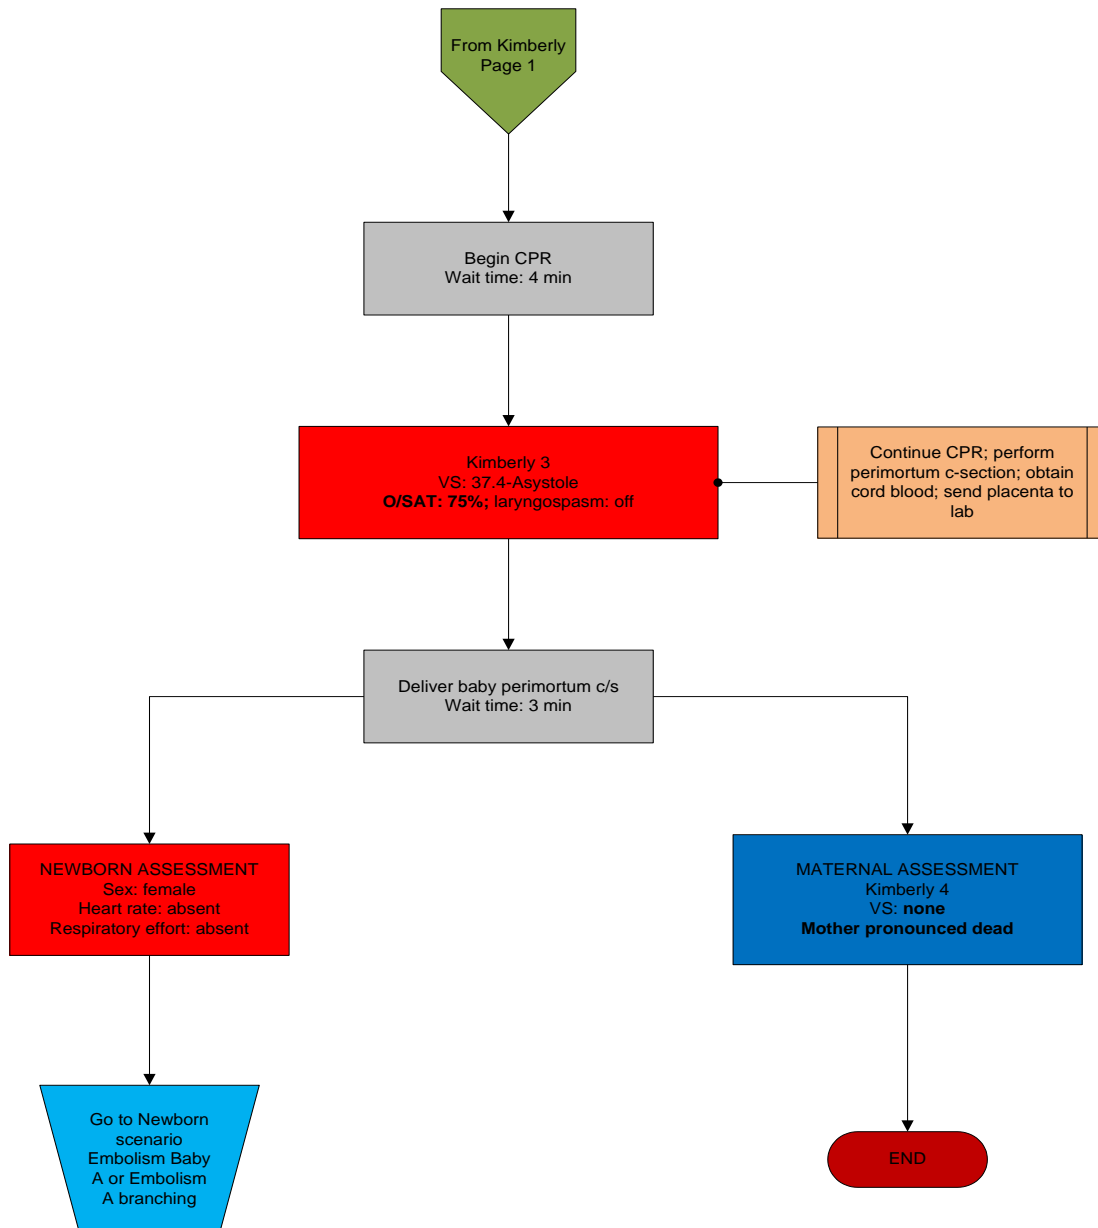 From Kimberly
Page 1
Begin CPR
Wait time: 4 min
Kimberly 3
VS: 37.4-Asystole
O/SAT: 75%; laryngospasm: off
Continue CPR; perform
perimortum c-section; obtain
cord blood; send placenta to
lab
Deliver baby perimortum c/s
Wait time: 3 min
NEWBORN ASSESSMENT
Sex: female
Heart rate: absent
Respiratory effort: absent
MATERNAL ASSESSMENT
Kimberly 4
VS: none
Mother pronounced dead
Go to Newborn
scenario
Embolism Baby
A or Embolism
A branching
END